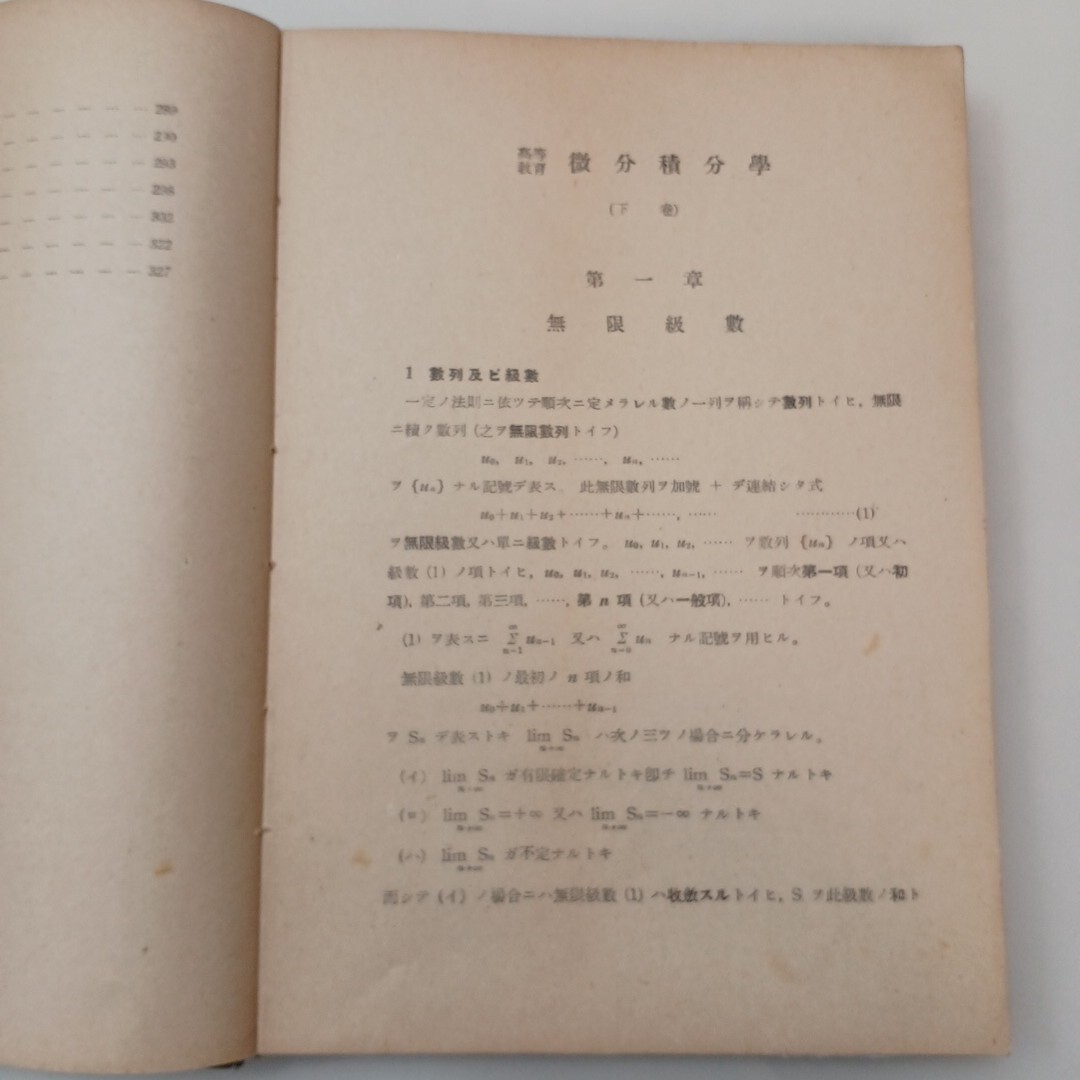 289
270
293
298
302
322
327
高等教育 微分積分學
(下 卷)
第一章
無限級數
1 數列及ビ級數
一定ノ法則ニ依ツテ順次ニ定メラレル數ノ一列ヲ稱シテ數列トイヒ, 無限
ニ積ク數列 (之ヲ無限數列トイフ)
u₀, u₁, u₂, ……, uₙ, ……
ヲ {uₙ} ナル記號デ表ス 此無限數列ヲ加號 + デ連結シタ式
u₀+u₁+u₂+……+uₙ+……, …… …………(1)
ヲ無限級數又ハ單ニ級數トイフ。 u₀, u₁, u₂, …… ヲ數列 {uₙ} ノ項又ハ
級數 (1) ノ項トイヒ, u₀, u₁, u₂, ……, uₙ₋₁, …… ヲ順次第一項 (又ハ初
項), 第二項, 第三項, ……, 第 n 項 (又ハ一般項), …… トイフ。
(1) ヲ表スニ ∞Σn=1 uₙ₋₁ 又ハ ∞Σn=0 uₙ ナル記號ヲ用ヒル。
無限級數 (1) ノ最初ノ n 項ノ和
u₀+u₁+……+uₙ₋₁
ヲ Sₙ デ表ストキ lim n→∞ Sₙ ハ次ノ三ツノ場合ニ分ケラレル。
(イ) lim n→∞ Sₙ ガ有限確定ナルトキ卽チ lim n→∞ Sₙ=S ナルトキ
(ロ) lim n→∞ Sₙ=+∞ 又ハ lim n→∞ Sₙ=−∞ ナルトキ
(ハ) lim n→∞ Sₙ ガ不定ナルトキ
而シテ (イ) ノ場合ニハ無限級數 (1) ハ收斂スルトイヒ, S ヲ此級數ノ和ト